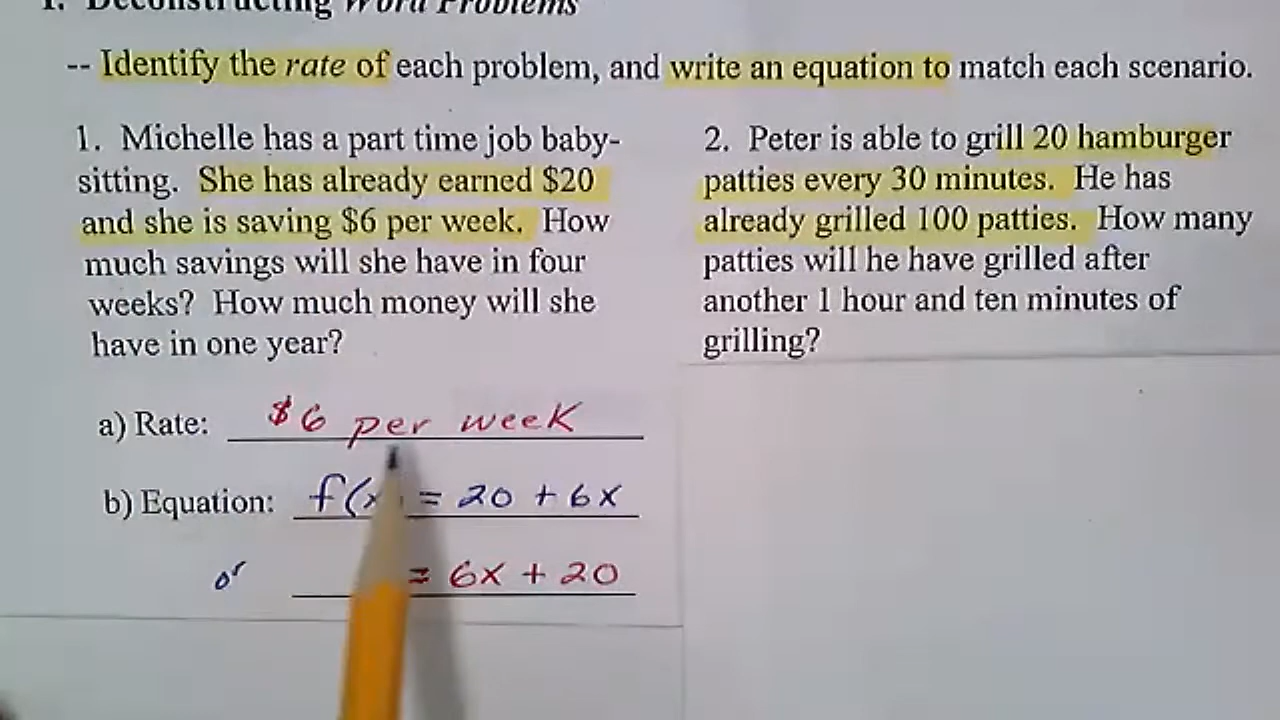 1. Deconstructing Word Problems
-- Identify the rate of each problem, and write an equation to match each scenario.
1. Michelle has a part time job baby-
sitting. She has already earned $20
and she is saving $6 per week. How
much savings will she have in four
weeks? How much money will she
have in one year?
a) Rate: $6 per week
b) Equation: f(x) = 20 + 6x
or = 6x + 20
2. Peter is able to grill 20 hamburger
patties every 30 minutes. He has
already grilled 100 patties. How many
patties will he have grilled after
another 1 hour and ten minutes of
grilling?